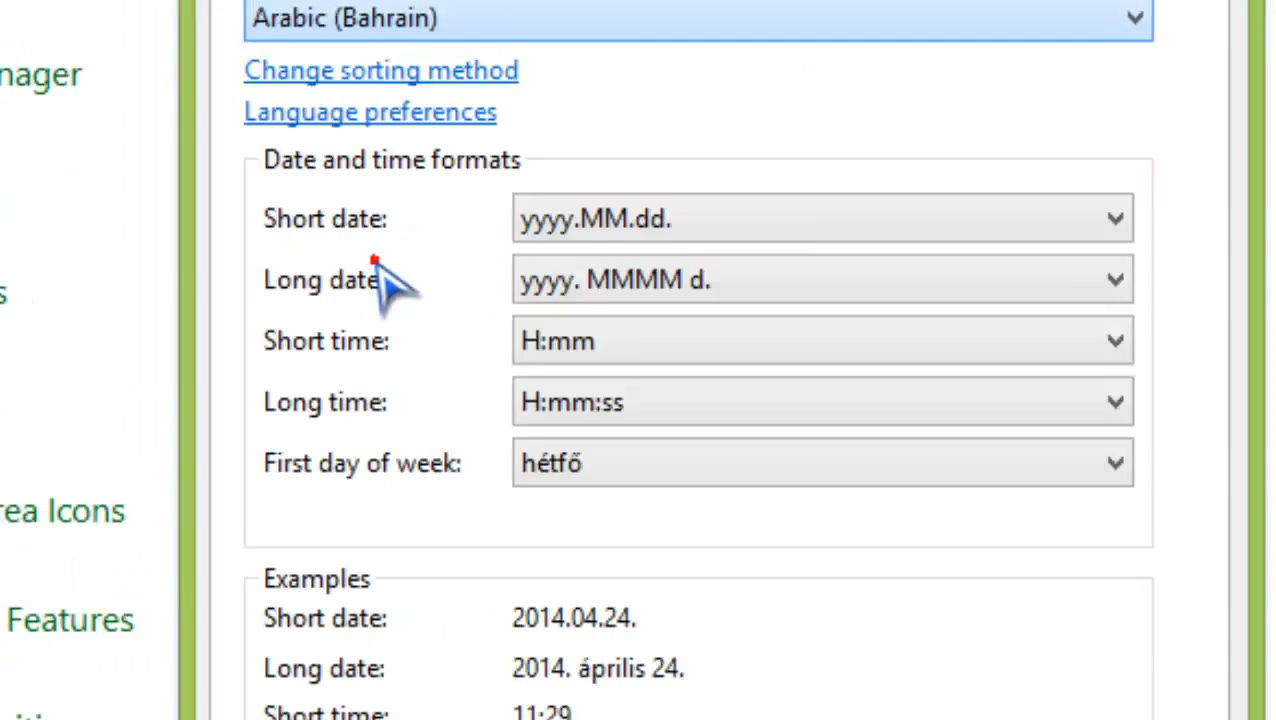 Arabic (Bahrain)
nager
Change sorting method
Language preferences
Date and time formats
Short date: yyyy.MM.dd.
Long date yyyy. MMMM d.
s
Short time: H:mm
Long time: H:mm:ss
First day of week: hétfő
rea Icons
Examples
Short date: 2014.04.24.
Features
Long date: 2014. április 24.
Short time: 11:29